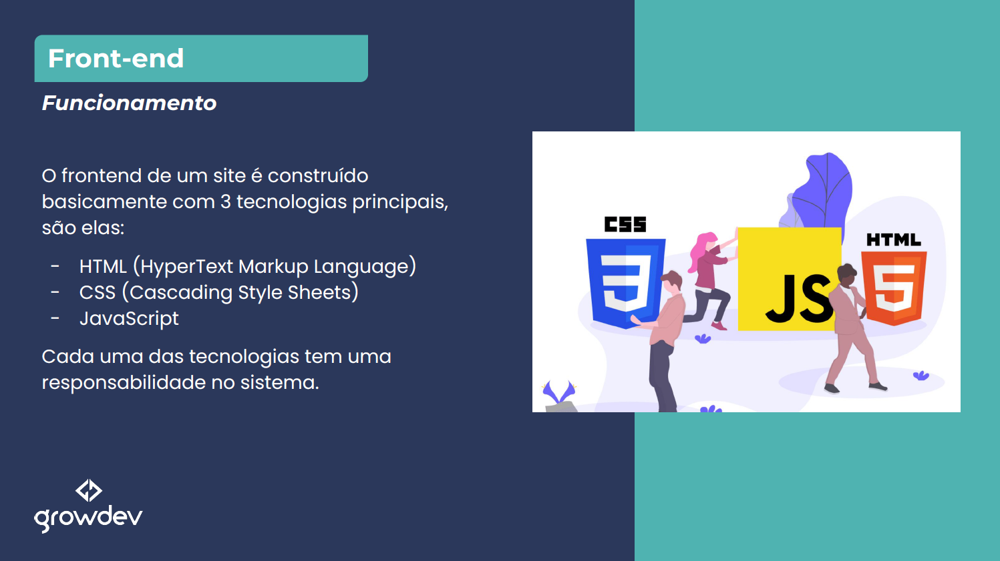 Front-end
Funcionamento
O frontend de um site é construído
basicamente com 3 tecnologias principais,
são elas:
- HTML (HyperText Markup Language)
- CSS (Cascading Style Sheets)
- JavaScript
Cada uma das tecnologias tem uma
responsabilidade no sistema.
CSS
3
JS
HTML
5
growdev